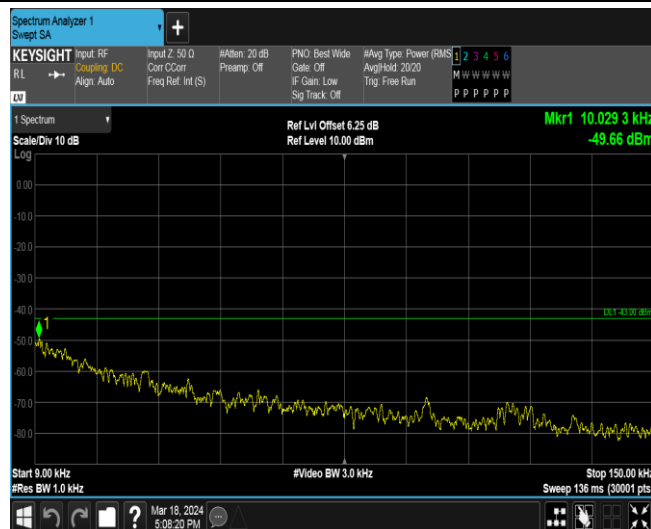 Spectrum Analyzer 1
Swept SA
+
KEYSIGHT
RL
LXI
Input: RF
Coupling: DC
Align: Auto
Input Z: 50 Ω
Corr CCorr
Freq Ref: Int (S)
#Atten: 20 dB
Preamp: Off
PNO: Best Wide
Gate: Off
IF Gain: Low
Sig Track: Off
#Avg Type: Power (RMS
Avg|Hold: 20/20
Trig: Free Run
1 2 3 4 5 6
M W W W W W
P P P P P P
1 Spectrum
Scale/Div 10 dB
Ref Lvl Offset 6.25 dB
Ref Level 10.00 dBm
Mkr1 10.029 3 kHz
-49.66 dBm
Log
0.00
-10.0
-20.0
-30.0
-40.0
DL1 -43.00 dBm
1
-50.0
-60.0
-70.0
-80.0
Start 9.00 kHz
#Video BW 3.0 kHz
Stop 150.00 kHz
#Res BW 1.0 kHz
Sweep 136 ms (30001 pts)
?
Mar 18, 2024
5:08:20 PM